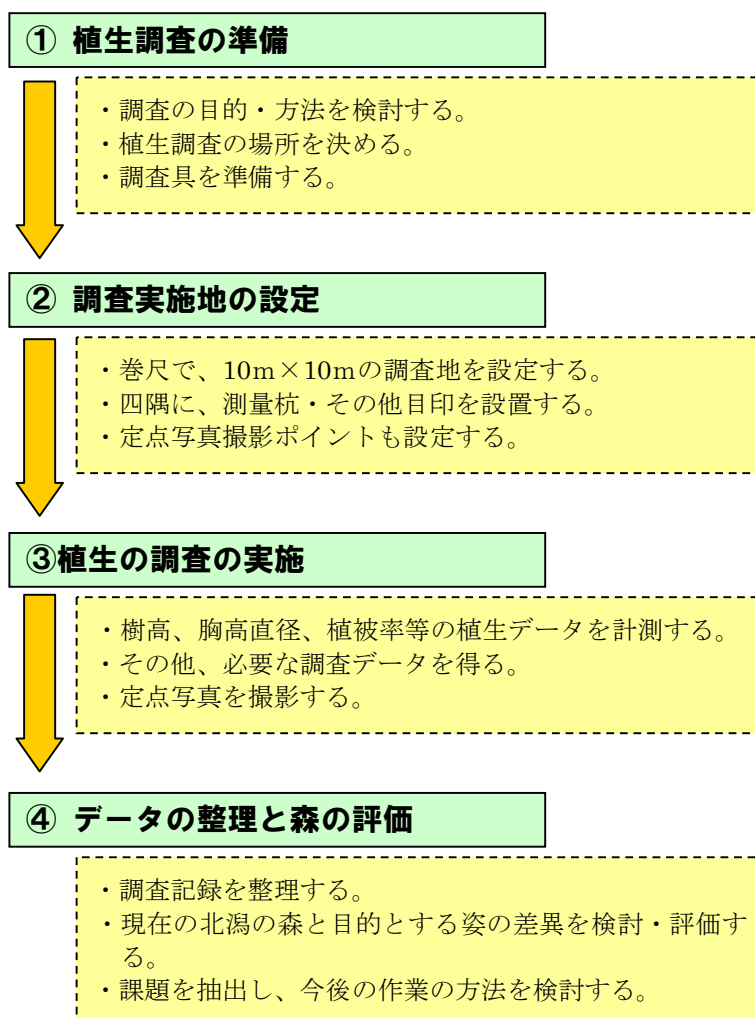 ① 植生調査の準備
・調査の目的・方法を検討する。
・植生調査の場所を決める。
・調査具を準備する。
② 調査実施地の設定
・巻尺で、10m×10mの調査地を設定する。
・四隅に、測量杭・その他目印を設置する。
・定点写真撮影ポイントも設定する。
③植生の調査の実施
・樹高、胸高直径、植被率等の植生データを計測する。
・その他、必要な調査データを得る。
・定点写真を撮影する。
④ データの整理と森の評価
・調査記録を整理する。
・現在の北潟の森と目的とする姿の差異を検討・評価す
る。
・課題を抽出し、今後の作業の方法を検討する。